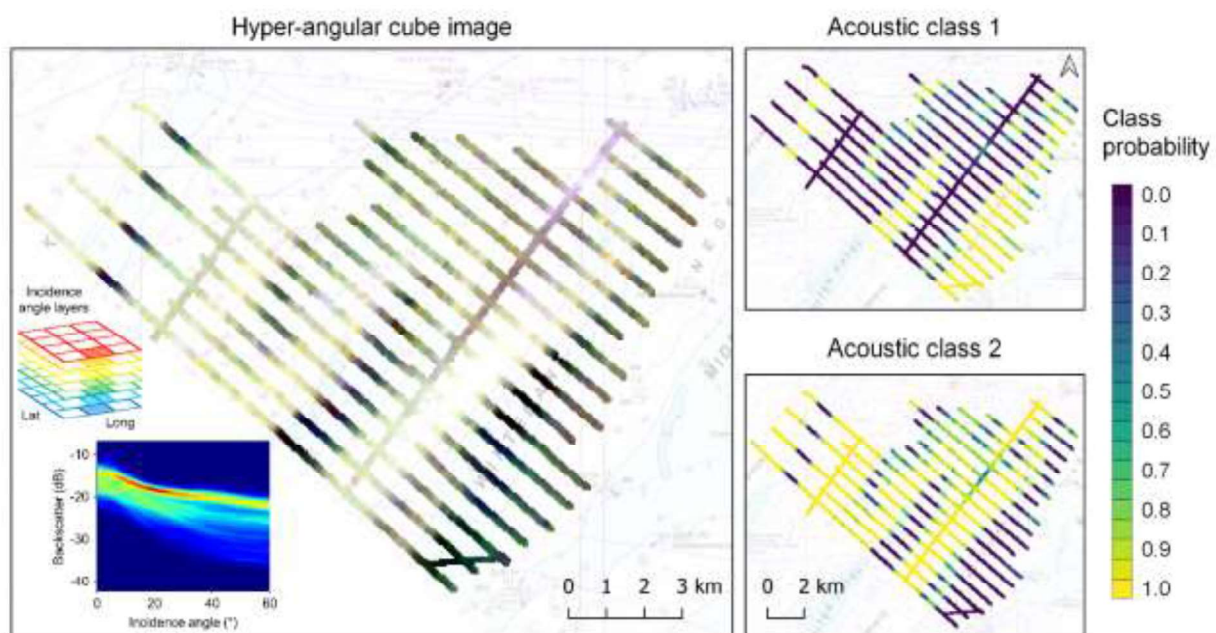 Hyper-angular cube image
Incidence
angle layers
Lat
Long
-10
-20
-30
-40
Backscatter (dB)
0
20
40
60
Incidence angle (°)
0 1 2 3 km
Acoustic class 1
Acoustic class 2
0 2 km
Class
probability
0.0
0.1
0.2
0.3
0.4
0.5
0.6
0.7
0.8
0.9
1.0